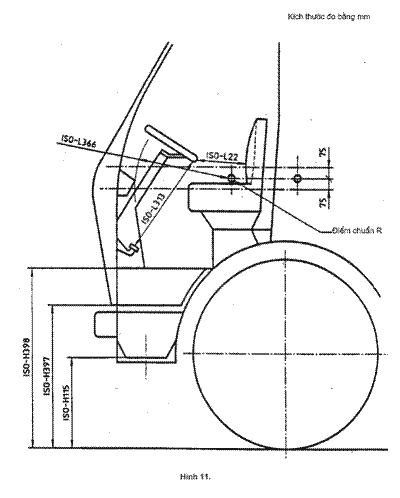 Kích thước đo bằng mm
ISO-L366
ISO-L22
75
ISO-L313
75
Điểm chuẩn R
ISO-H398
ISO-H397
ISO-H115
Hình 11.